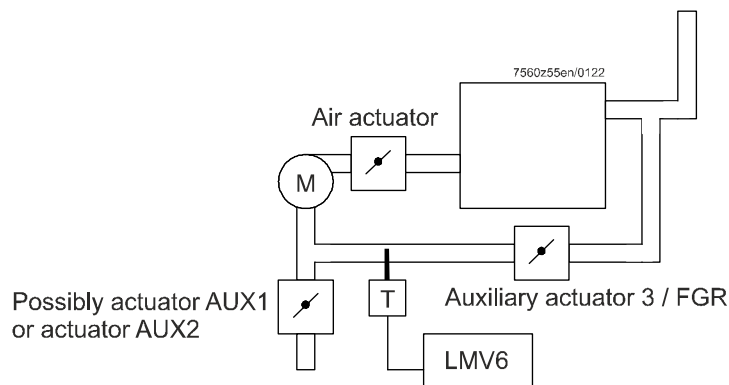 7560z55en/0122
Air actuator
M
Possibly actuator AUX1
or actuator AUX2
T
Auxiliary actuator 3 / FGR
LMV6